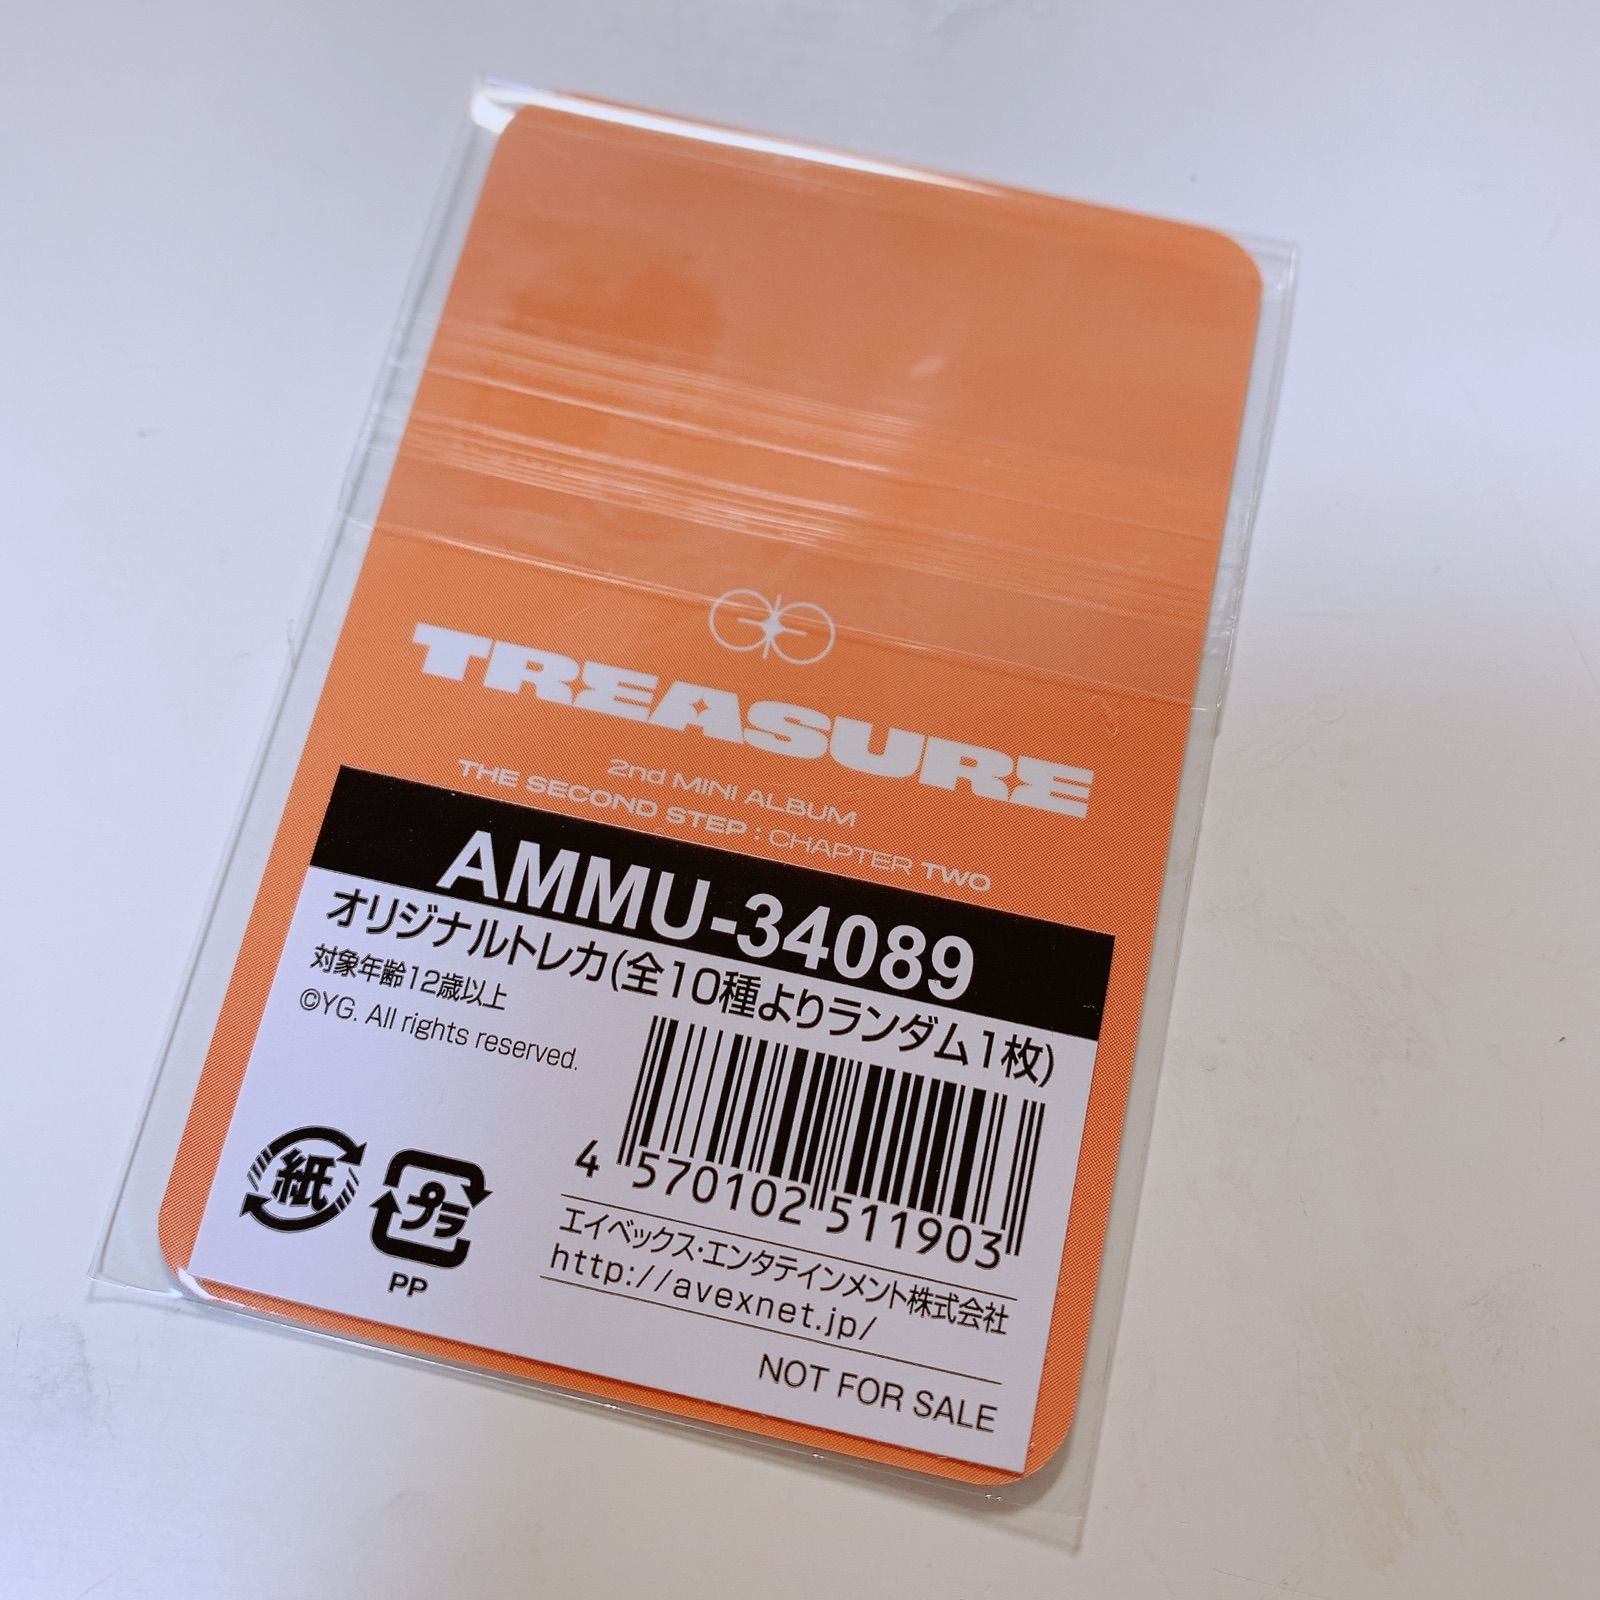 TREASURE
2nd MINI ALBUM
THE SECOND STEP : CHAPTER TWO
AMMU-34089
オリジナルトレカ(全10種よりランダム1枚)
対象年齢12歳以上
©YG. All rights reserved.
4 570102 511903
紙
プラ
PP
エイベックス・エンタテインメント株式会社
http://avexnet.jp/
NOT FOR SALE